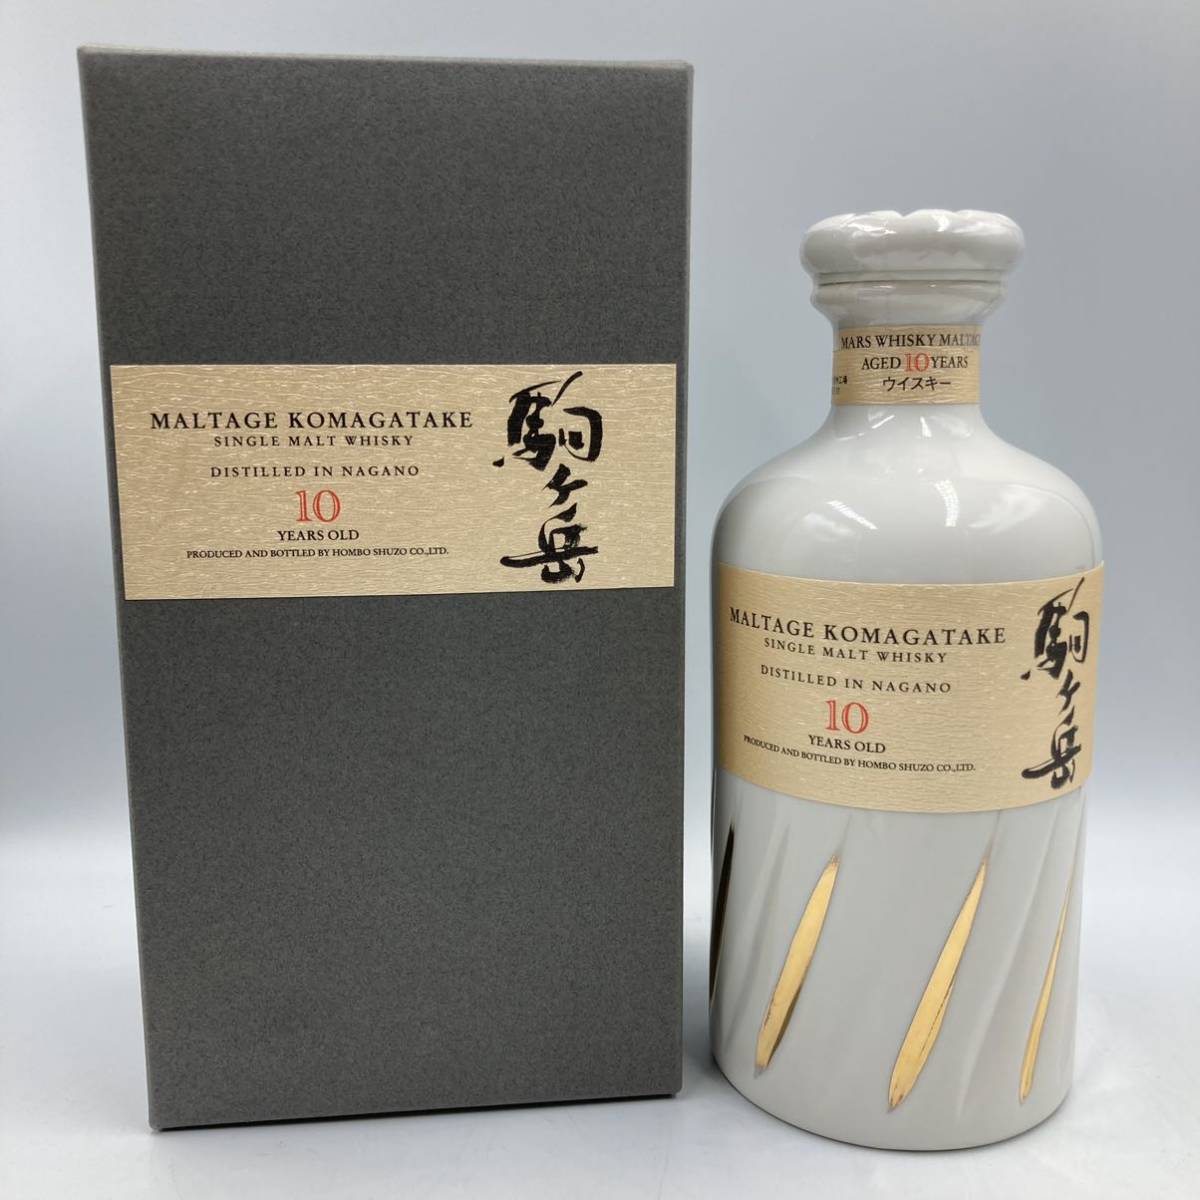 MALTAGE KOMAGATAKE
SINGLE MALT WHISKY
DISTILLED IN NAGANO
10
YEARS OLD
PRODUCED AND BOTTLED BY HOMBO SHUZO CO.,LTD.
駒ヶ岳
MARS WHISKY
AGED 10 YEARS
ウイスキー
MALTAGE KOMAGATAKE
SINGLE MALT WHISKY
DISTILLED IN NAGANO
10
YEARS OLD
PRODUCED AND BOTTLED BY HOMBO SHUZO CO.,LTD.
駒ヶ岳